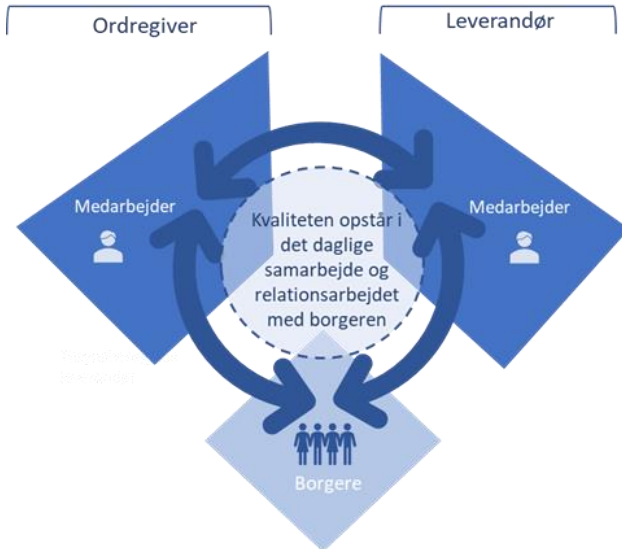 Ordregiver
Leverandør
Medarbejder
Medarbejder
Kvaliteten opstår i
det daglige
samarbejde og
relationsarbejdet
med borgeren
Borgere